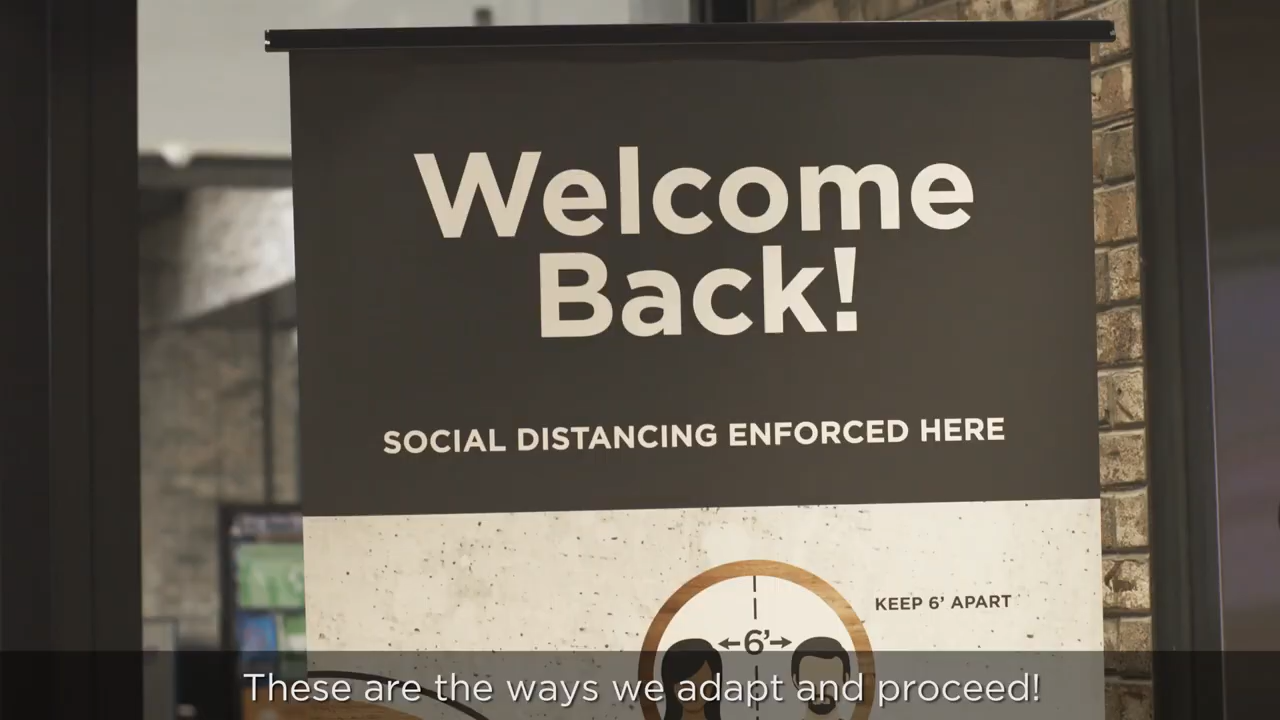 Welcome
Back!
SOCIAL DISTANCING ENFORCED HERE
KEEP 6’ APART
6’
These are the ways we adapt and proceed!